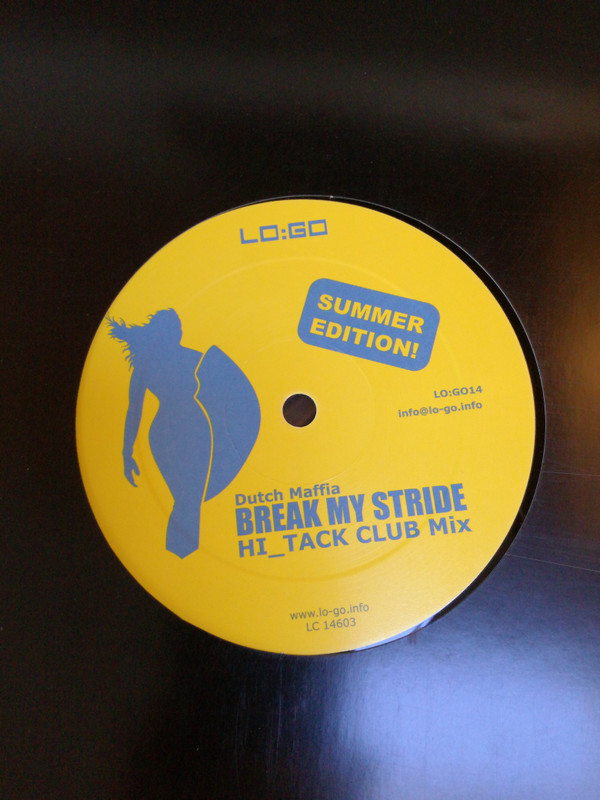 LO:GO
SUMMER
EDITION!
LO:GO14
info@lo-go.info
Dutch Maffia
BREAK MY STRIDE
HI_TACK CLUB Mix
www.lo-go.info
LC 14603